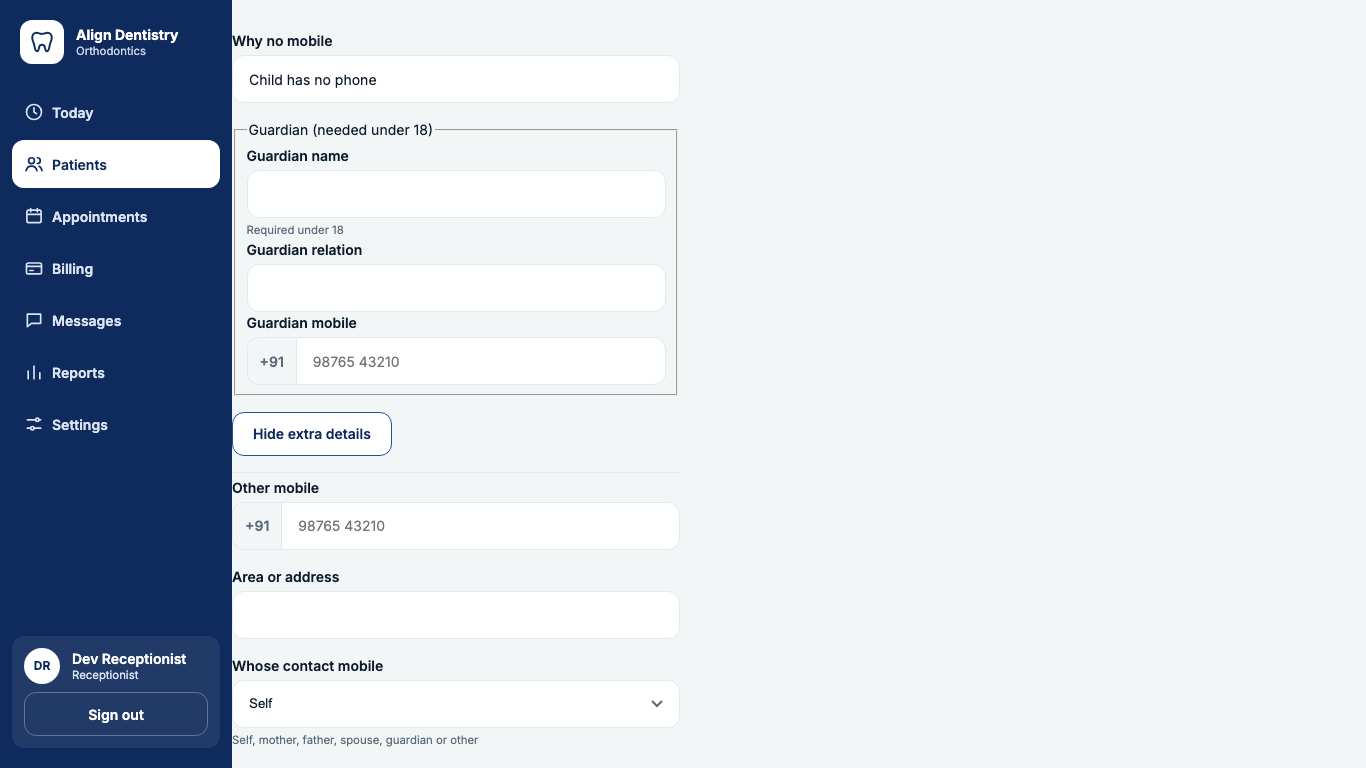 Align Dentistry
Orthodontics
Today
Patients
Appointments
Billing
Messages
Reports
Settings
DR
Dev Receptionist
Receptionist
Sign out
Why no mobile
Child has no phone
Guardian (needed under 18)
Guardian name
Required under 18
Guardian relation
Guardian mobile
+91 98765 43210
Hide extra details
Other mobile
+91 98765 43210
Area or address
Whose contact mobile
Self
Self, mother, father, spouse, guardian or other